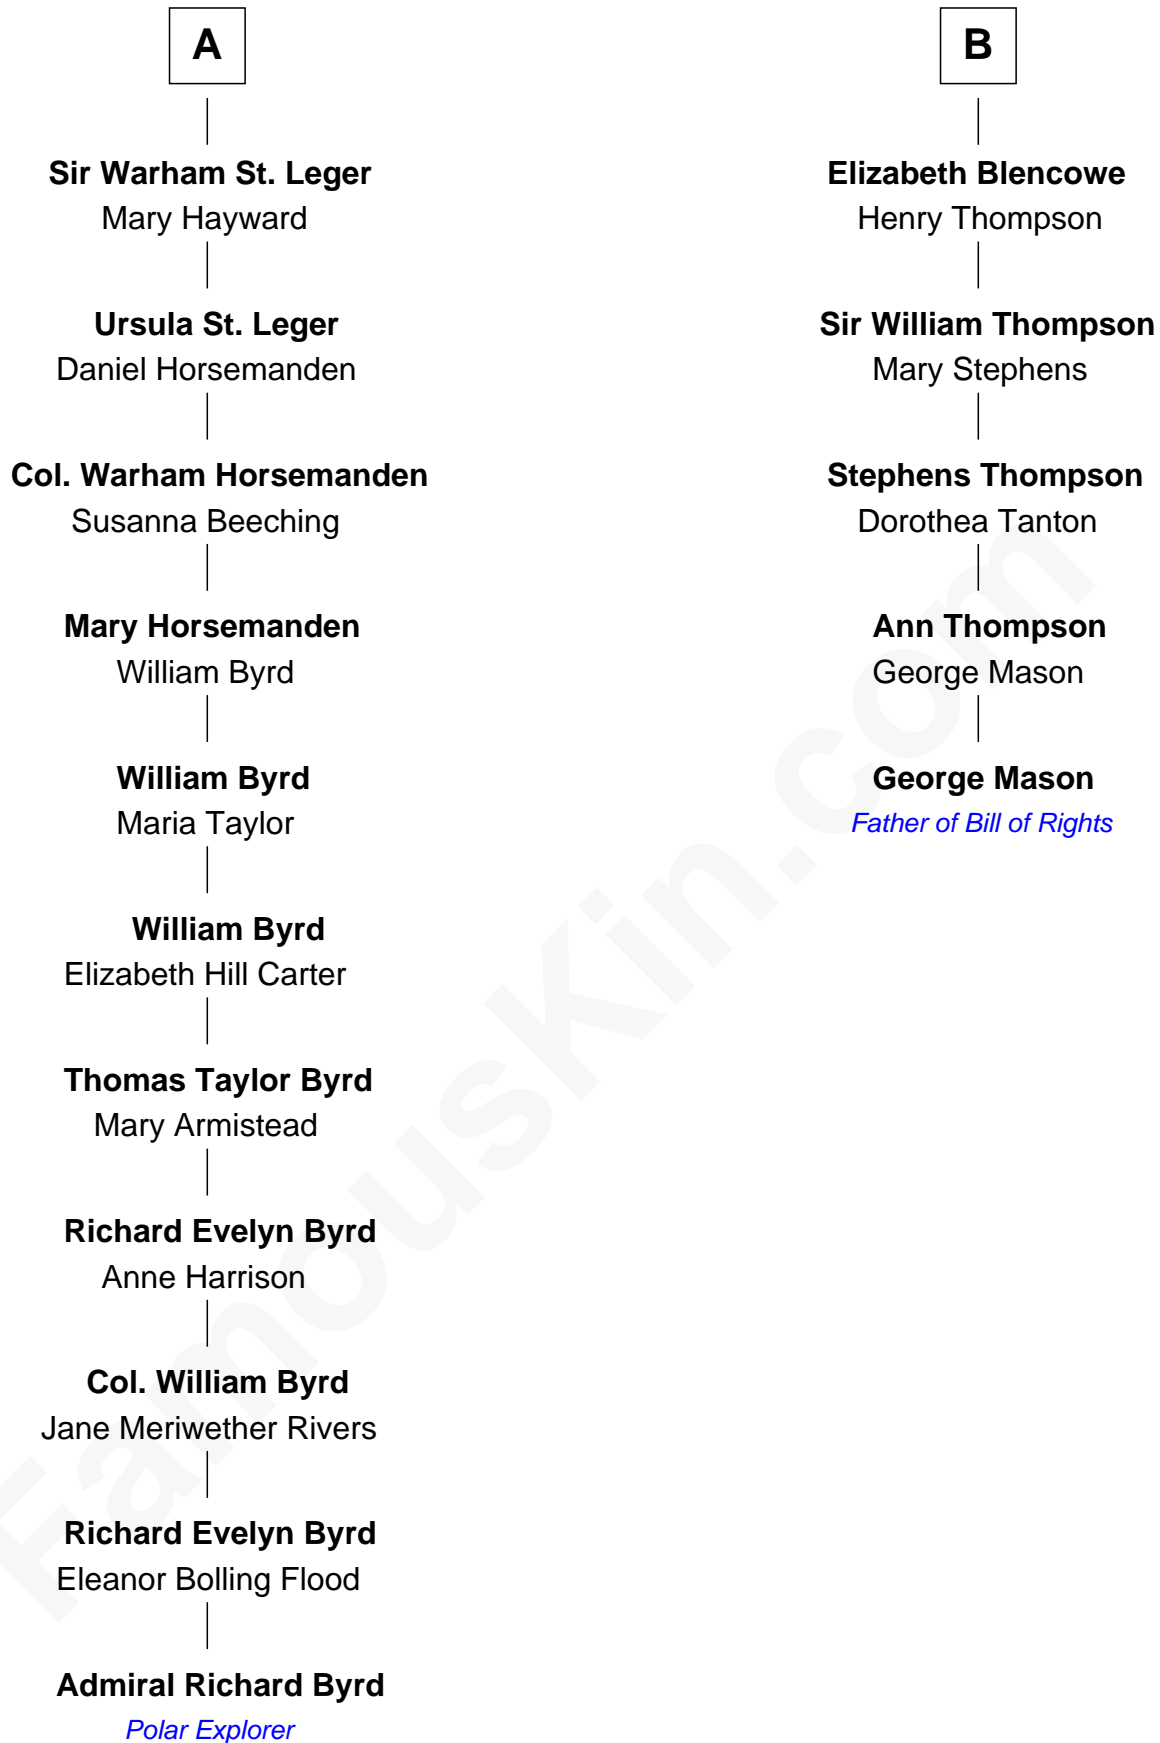 A
Sir Warham St. Leger
Mary Hayward
Ursula St. Leger
Daniel Horsemanden
Col. Warham Horsemanden
Susanna Beeching
Mary Horsemanden
William Byrd
William Byrd
Maria Taylor
William Byrd
Elizabeth Hill Carter
Thomas Taylor Byrd
Mary Armistead
Richard Evelyn Byrd
Anne Harrison
Col. William Byrd
Jane Meriwether Rivers
Richard Evelyn Byrd
Eleanor Bolling Flood
Admiral Richard Byrd
Polar Explorer
B
Elizabeth Blencowe
Henry Thompson
Sir William Thompson
Mary Stephens
Stephens Thompson
Dorothea Tanton
Ann Thompson
George Mason
George Mason
Father of Bill of Rights
FamousKin.com